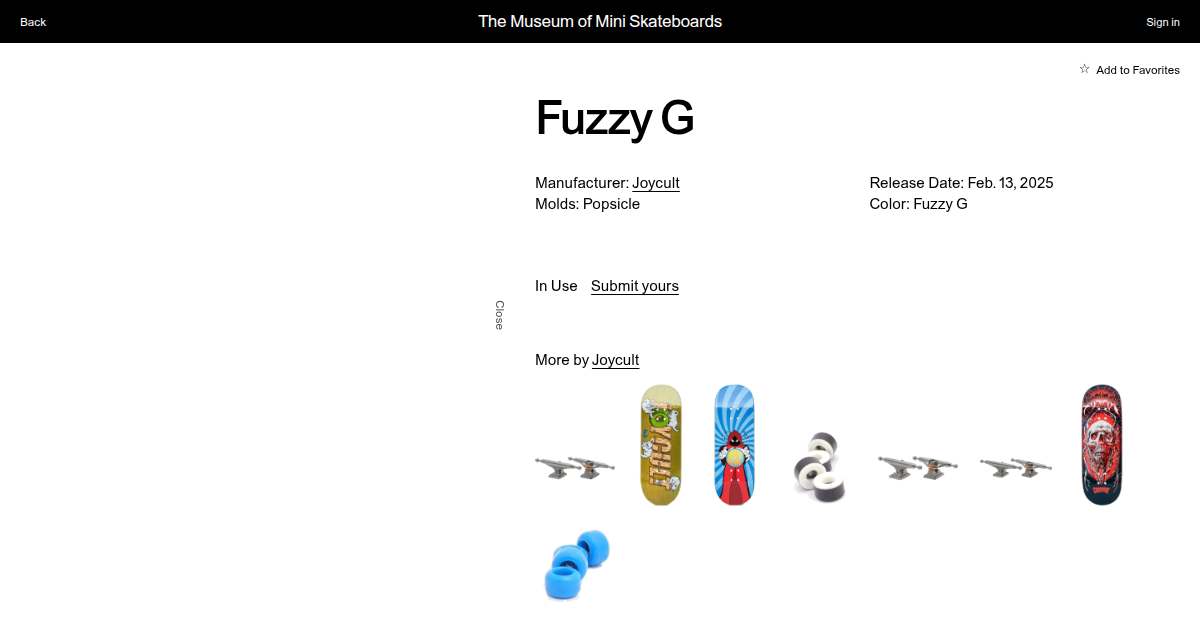 Back
The Museum of Mini Skateboards
Sign in
☆ Add to Favorites
Fuzzy G
Manufacturer: Joycult
Molds: Popsicle
Release Date: Feb. 13, 2025
Color: Fuzzy G
In Use Submit yours
Close
More by Joycult